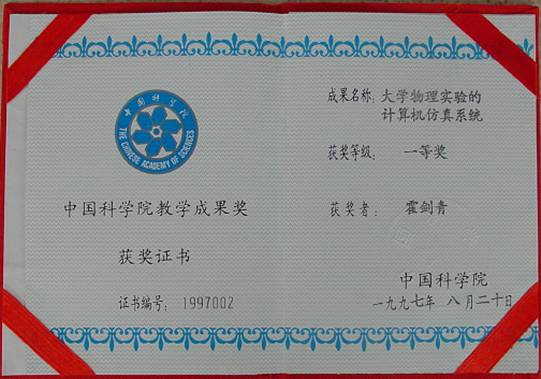 中国科学院
THE CHINESE ACADEMY OF SCIENCES
中国科学院教学成果奖
获奖证书
证书编号: 1997002
成果名称: 大学物理实验的
计算机仿真系统
获奖等级: 一等奖
获奖者: 霍剑青
中国科学院
一九九七年 八月二十日